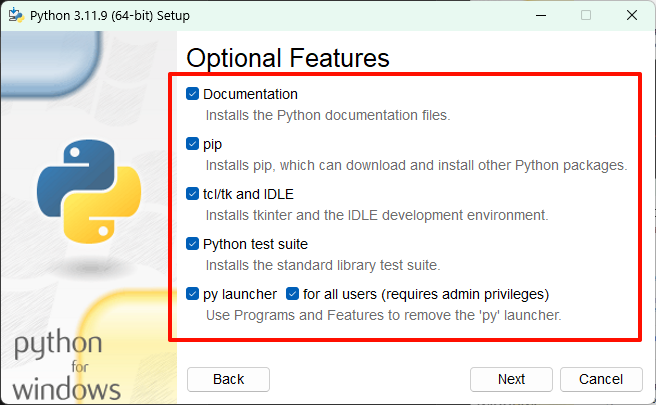 Python 3.11.9 (64-bit) Setup
Optional Features
Documentation
Installs the Python documentation files.
pip
Installs pip, which can download and install other Python packages.
tcl/tk and IDLE
Installs tkinter and the IDLE development environment.
Python test suite
Installs the standard library test suite.
py launcher for all users (requires admin privileges)
Use Programs and Features to remove the 'py' launcher.
python
for
windows
Back Next Cancel